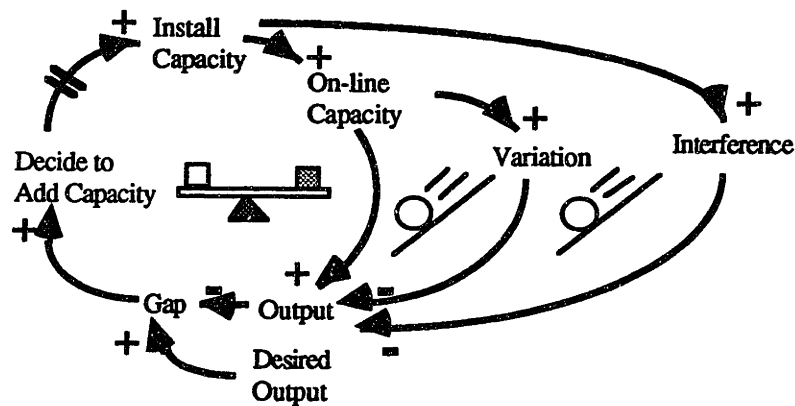 +
Install
Capacity
+
On-line
Capacity
+
Variation
+
Interference
Decide to
Add Capacity
+
+
-
Gap
-
Output
+
-
Desired
Output